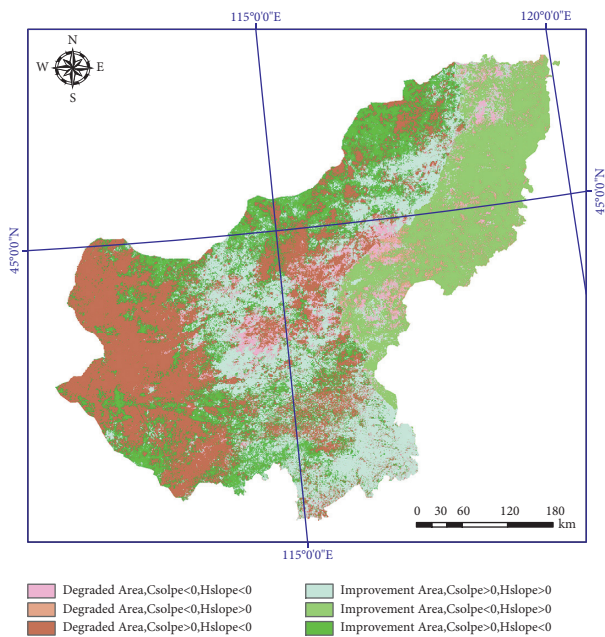 115°0'0"E
120°0'0"E
N
W E
S
45°0'0"N
45°0'0"N
0 30 60 120 180
km
115°0'0"E
Degraded Area,Csolpe<0,Hslope<0
Degraded Area,Csolpe<0,Hslope>0
Degraded Area,Csolpe>0,Hslope<0
Improvement Area,Csolpe>0,Hslope>0
Improvement Area,Csolpe<0,Hslope>0
Improvement Area,Csolpe>0,Hslope<0